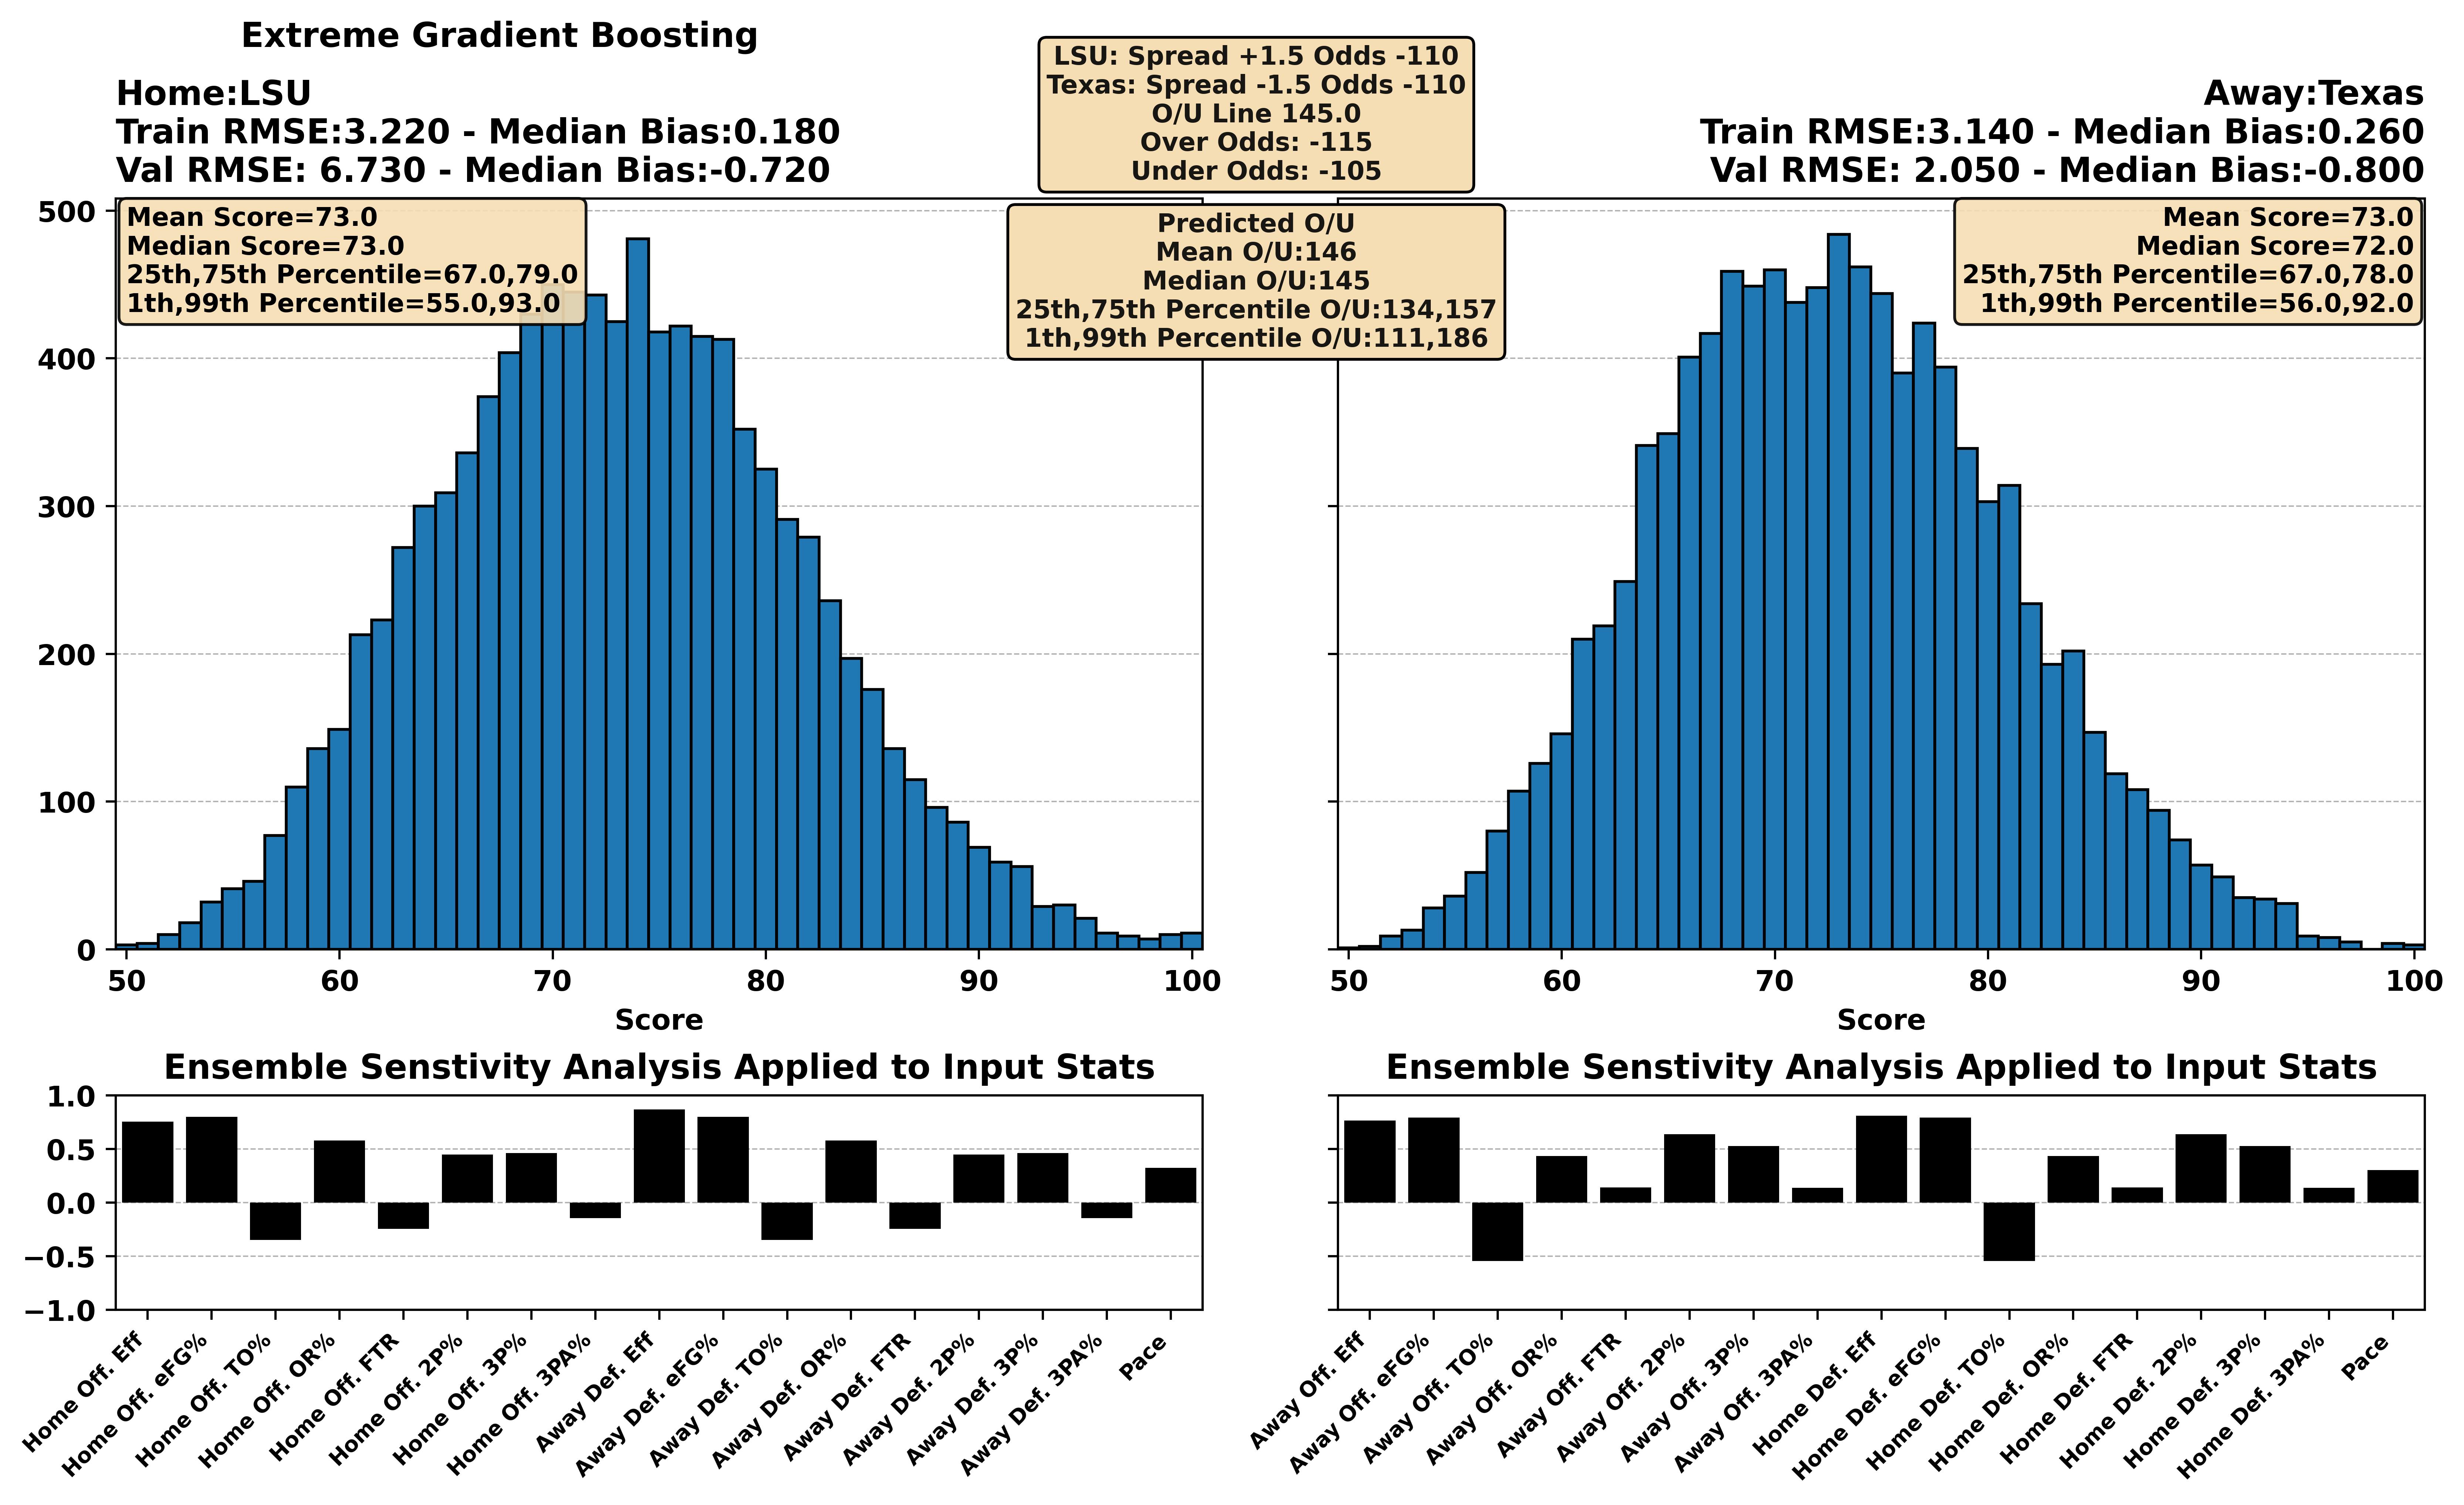 Extreme Gradient Boosting
Home:LSU
Train RMSE:3.220 - Median Bias:0.180
Val RMSE: 6.730 - Median Bias:-0.720
LSU: Spread +1.5 Odds -110
Texas: Spread -1.5 Odds -110
O/U Line 145.0
Over Odds: -115
Under Odds: -105
Away:Texas
Train RMSE:3.140 - Median Bias:0.260
Val RMSE: 2.050 - Median Bias:-0.800
Mean Score=73.0
Median Score=73.0
25th,75th Percentile=67.0,79.0
1th,99th Percentile=55.0,93.0
Predicted O/U
Mean O/U:146
Median O/U:145
25th,75th Percentile O/U:134,157
1th,99th Percentile O/U:111,186
Mean Score=73.0
Median Score=72.0
25th,75th Percentile=67.0,78.0
1th,99th Percentile=56.0,92.0
500
400
300
200
100
0
50 60 70 80 90 100
Score
50 60 70 80 90 100
Score
Ensemble Senstivity Analysis Applied to Input Stats
1.0
0.5
0.0
−0.5
−1.0
Home Off. Eff
Home Off. eFG%
Home Off. TO%
Home Off. OR%
Home Off. FTR
Home Off. 2P%
Home Off. 3P%
Home Off. 3PA%
Away Def. Eff
Away Def. eFG%
Away Def. TO%
Away Def. OR%
Away Def. FTR
Away Def. 2P%
Away Def. 3P%
Away Def. 3PA%
Pace
Ensemble Senstivity Analysis Applied to Input Stats
Away Off. Eff
Away Off. eFG%
Away Off. TO%
Away Off. OR%
Away Off. FTR
Away Off. 2P%
Away Off. 3P%
Away Off. 3PA%
Home Def. Eff
Home Def. eFG%
Home Def. TO%
Home Def. OR%
Home Def. FTR
Home Def. 2P%
Home Def. 3P%
Home Def. 3PA%
Pace